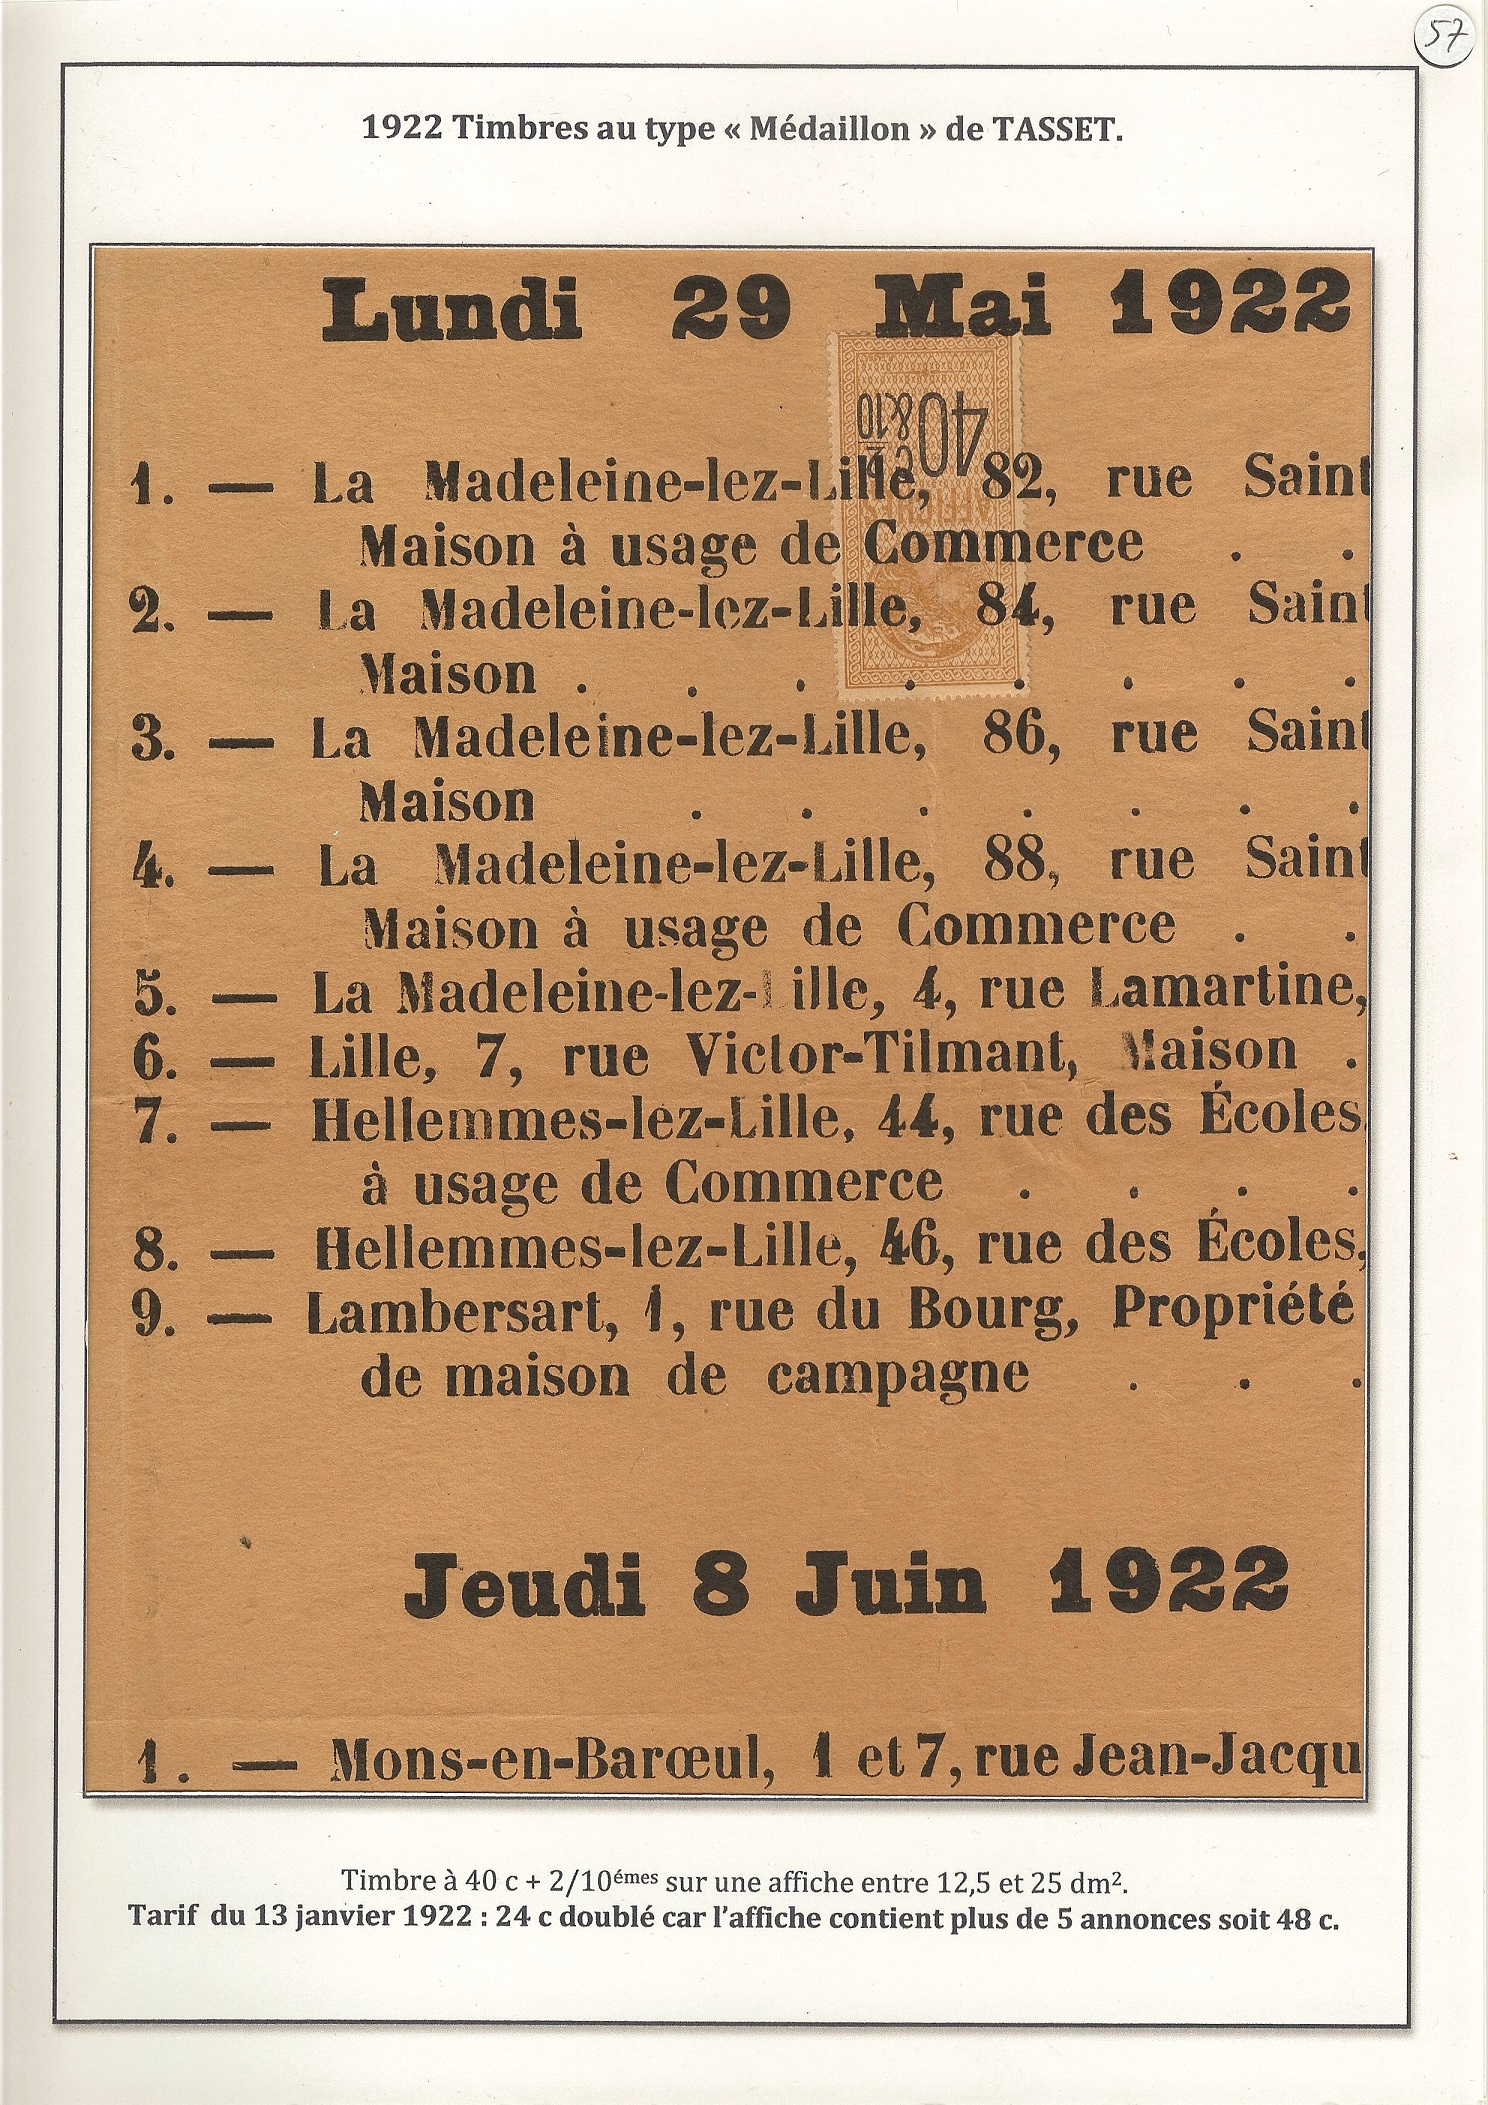 57
1922 Timbres au type « Médaillon » de TASSET.
Lundi 29 Mai 1922
40 c
& 2/10
AFFICHES
1. — La Madeleine-lez-Lille, 82, rue Saint
Maison à usage de Commerce . .
2. — La Madeleine-lez-Lille, 84, rue Saint
Maison . . . . . . . .
3. — La Madeleine-lez-Lille, 86, rue Saint
Maison . . . . . . .
4. — La Madeleine-lez-Lille, 88, rue Saint
Maison à usage de Commerce . .
5. — La Madeleine-lez-Lille, 4, rue Lamartine,
6. — Lille, 7, rue Victor-Tilmant, Maison .
7. — Hellemmes-lez-Lille, 44, rue des Écoles,
à usage de Commerce . . . .
8. — Hellemmes-lez-Lille, 46, rue des Écoles,
9. — Lambersart, 1, rue du Bourg, Propriété
de maison de campagne . . .
Jeudi 8 Juin 1922
1. — Mons-en-Barœul, 1 et 7, rue Jean-Jacqu
Timbre à 40 c + 2/10émes sur une affiche entre 12,5 et 25 dm².
Tarif du 13 janvier 1922 : 24 c doublé car l'affiche contient plus de 5 annonces soit 48 c.